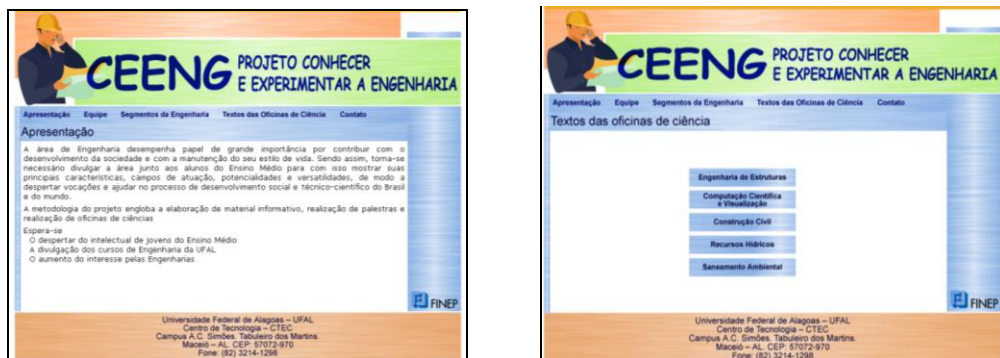 CEENG PROJETO CONHECER
E EXPERIMENTAR A ENGENHARIA
Apresentação Equipe Segmentos da Engenharia Textos das Oficinas de Ciência Contato
Apresentação
A área de Engenharia desempenha papel de grande importância por contribuir com o
desenvolvimento da sociedade e com a manutenção do seu estilo de vida. Sendo assim, torna-se
necessário divulgar a área junto aos alunos do Ensino Médio para com isso mostrar suas
principais características, campos de atuação, potencialidades e versatilidades, de modo a
despertar vocações e ajudar no processo de desenvolvimento social e técnico-científico do Brasil
e do mundo.
A metodologia do projeto engloba a elaboração de material informativo, realização de palestras e
realização de oficinas de ciências
Espera-se
O despertar do intelectual de jovens do Ensino Médio
A divulgação dos cursos de Engenharia da UFAL
O aumento do interesse pelas Engenharias
FINEP
Universidade Federal de Alagoas – UFAL
Centro de Tecnologia – CTEC
Campus A.C. Simões. Tabuleiro dos Martins.
Maceió – AL. CEP: 57072-970
Fone: (82) 3214-1298
CEENG PROJETO CONHECER
E EXPERIMENTAR A ENGENHARIA
Apresentação Equipe Segmentos da Engenharia Textos das Oficinas de Ciência Contato
Textos das oficinas de ciência
Engenharia de Estruturas
Computação Científica
e Visualização
Construção Civil
Recursos Hídricos
Saneamento Ambiental
FINEP
Universidade Federal de Alagoas – UFAL
Centro de Tecnologia – CTEC
Campus A.C. Simões. Tabuleiro dos Martins.
Maceió – AL. CEP: 57072-970
Fone: (82) 3214-1298